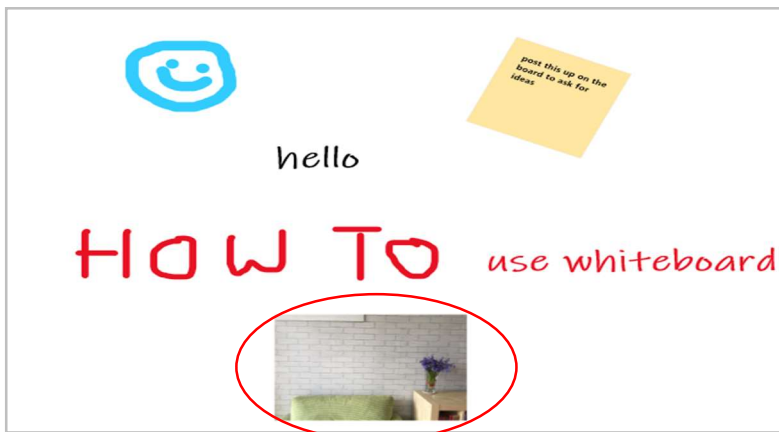 post this up on the
board to ask for
ideas
hello
HOW TO use whiteboard